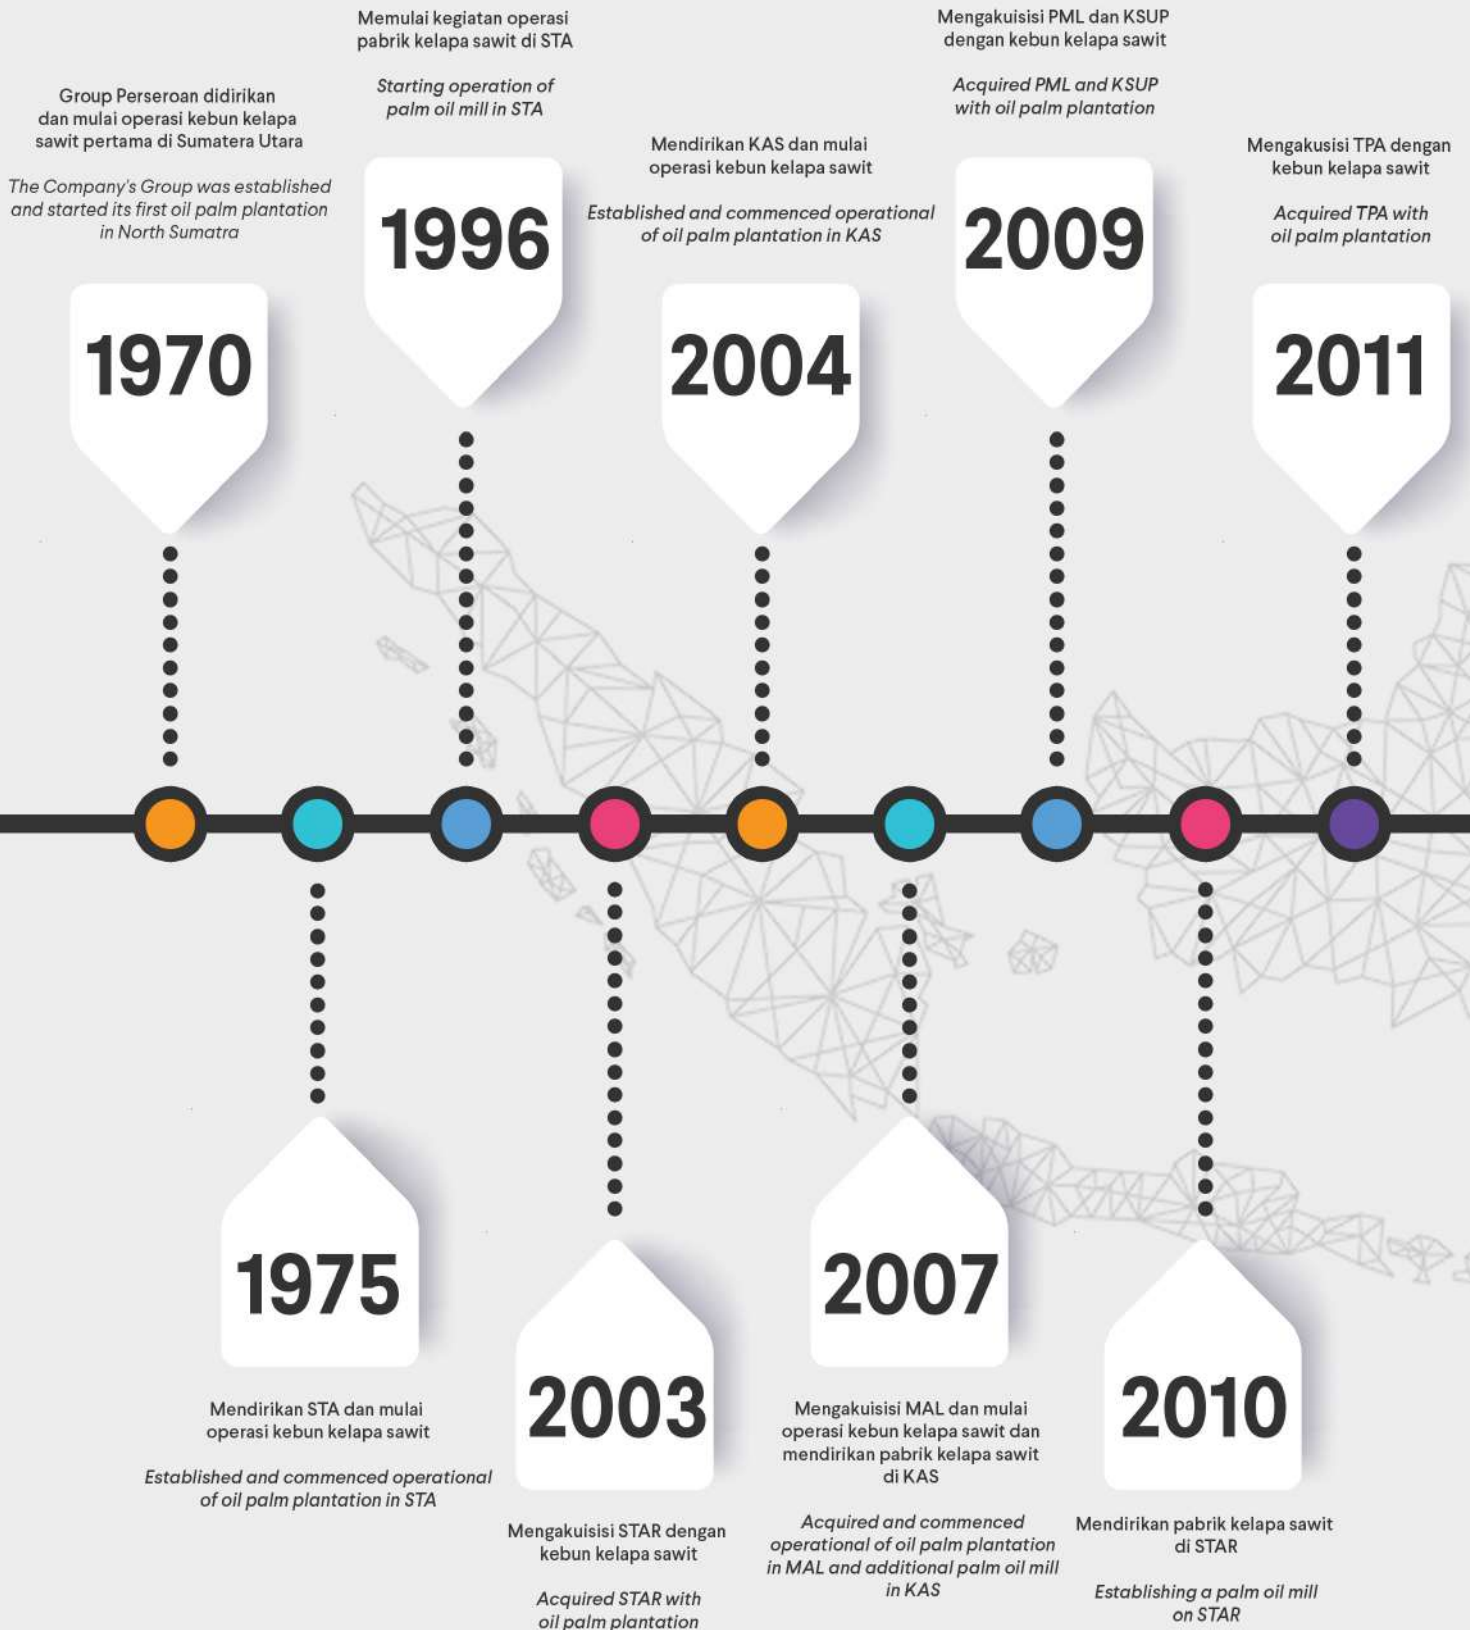 Group Perseroan didirikan
dan mulai operasi kebun kelapa
sawit pertama di Sumatera Utara
The Company's Group was established
and started its first oil palm plantation
in North Sumatra
1970
Mendirikan STA dan mulai
operasi kebun kelapa sawit
Established and commenced operational
of oil palm plantation in STA
1975
Memulai kegiatan operasi
pabrik kelapa sawit di STA
Starting operation of
palm oil mill in STA
1996
2003
Mengakuisisi STAR dengan
kebun kelapa sawit
Acquired STAR with
oil palm plantation
Mendirikan KAS dan mulai
operasi kebun kelapa sawit
Established and commenced operational
of oil palm plantation in KAS
2004
2007
Mengakuisisi MAL dan mulai
operasi kebun kelapa sawit dan
mendirikan pabrik kelapa sawit
di KAS
Acquired and commenced
operational of oil palm plantation
in MAL and additional palm oil mill
in KAS
Mengakuisisi PML dan KSUP
dengan kebun kelapa sawit
Acquired PML and KSUP
with oil palm plantation
2009
2010
Mendirikan pabrik kelapa sawit
di STAR
Establishing a palm oil mill
on STAR
Mengakusisi TPA dengan
kebun kelapa sawit
Acquired TPA with
oil palm plantation
2011